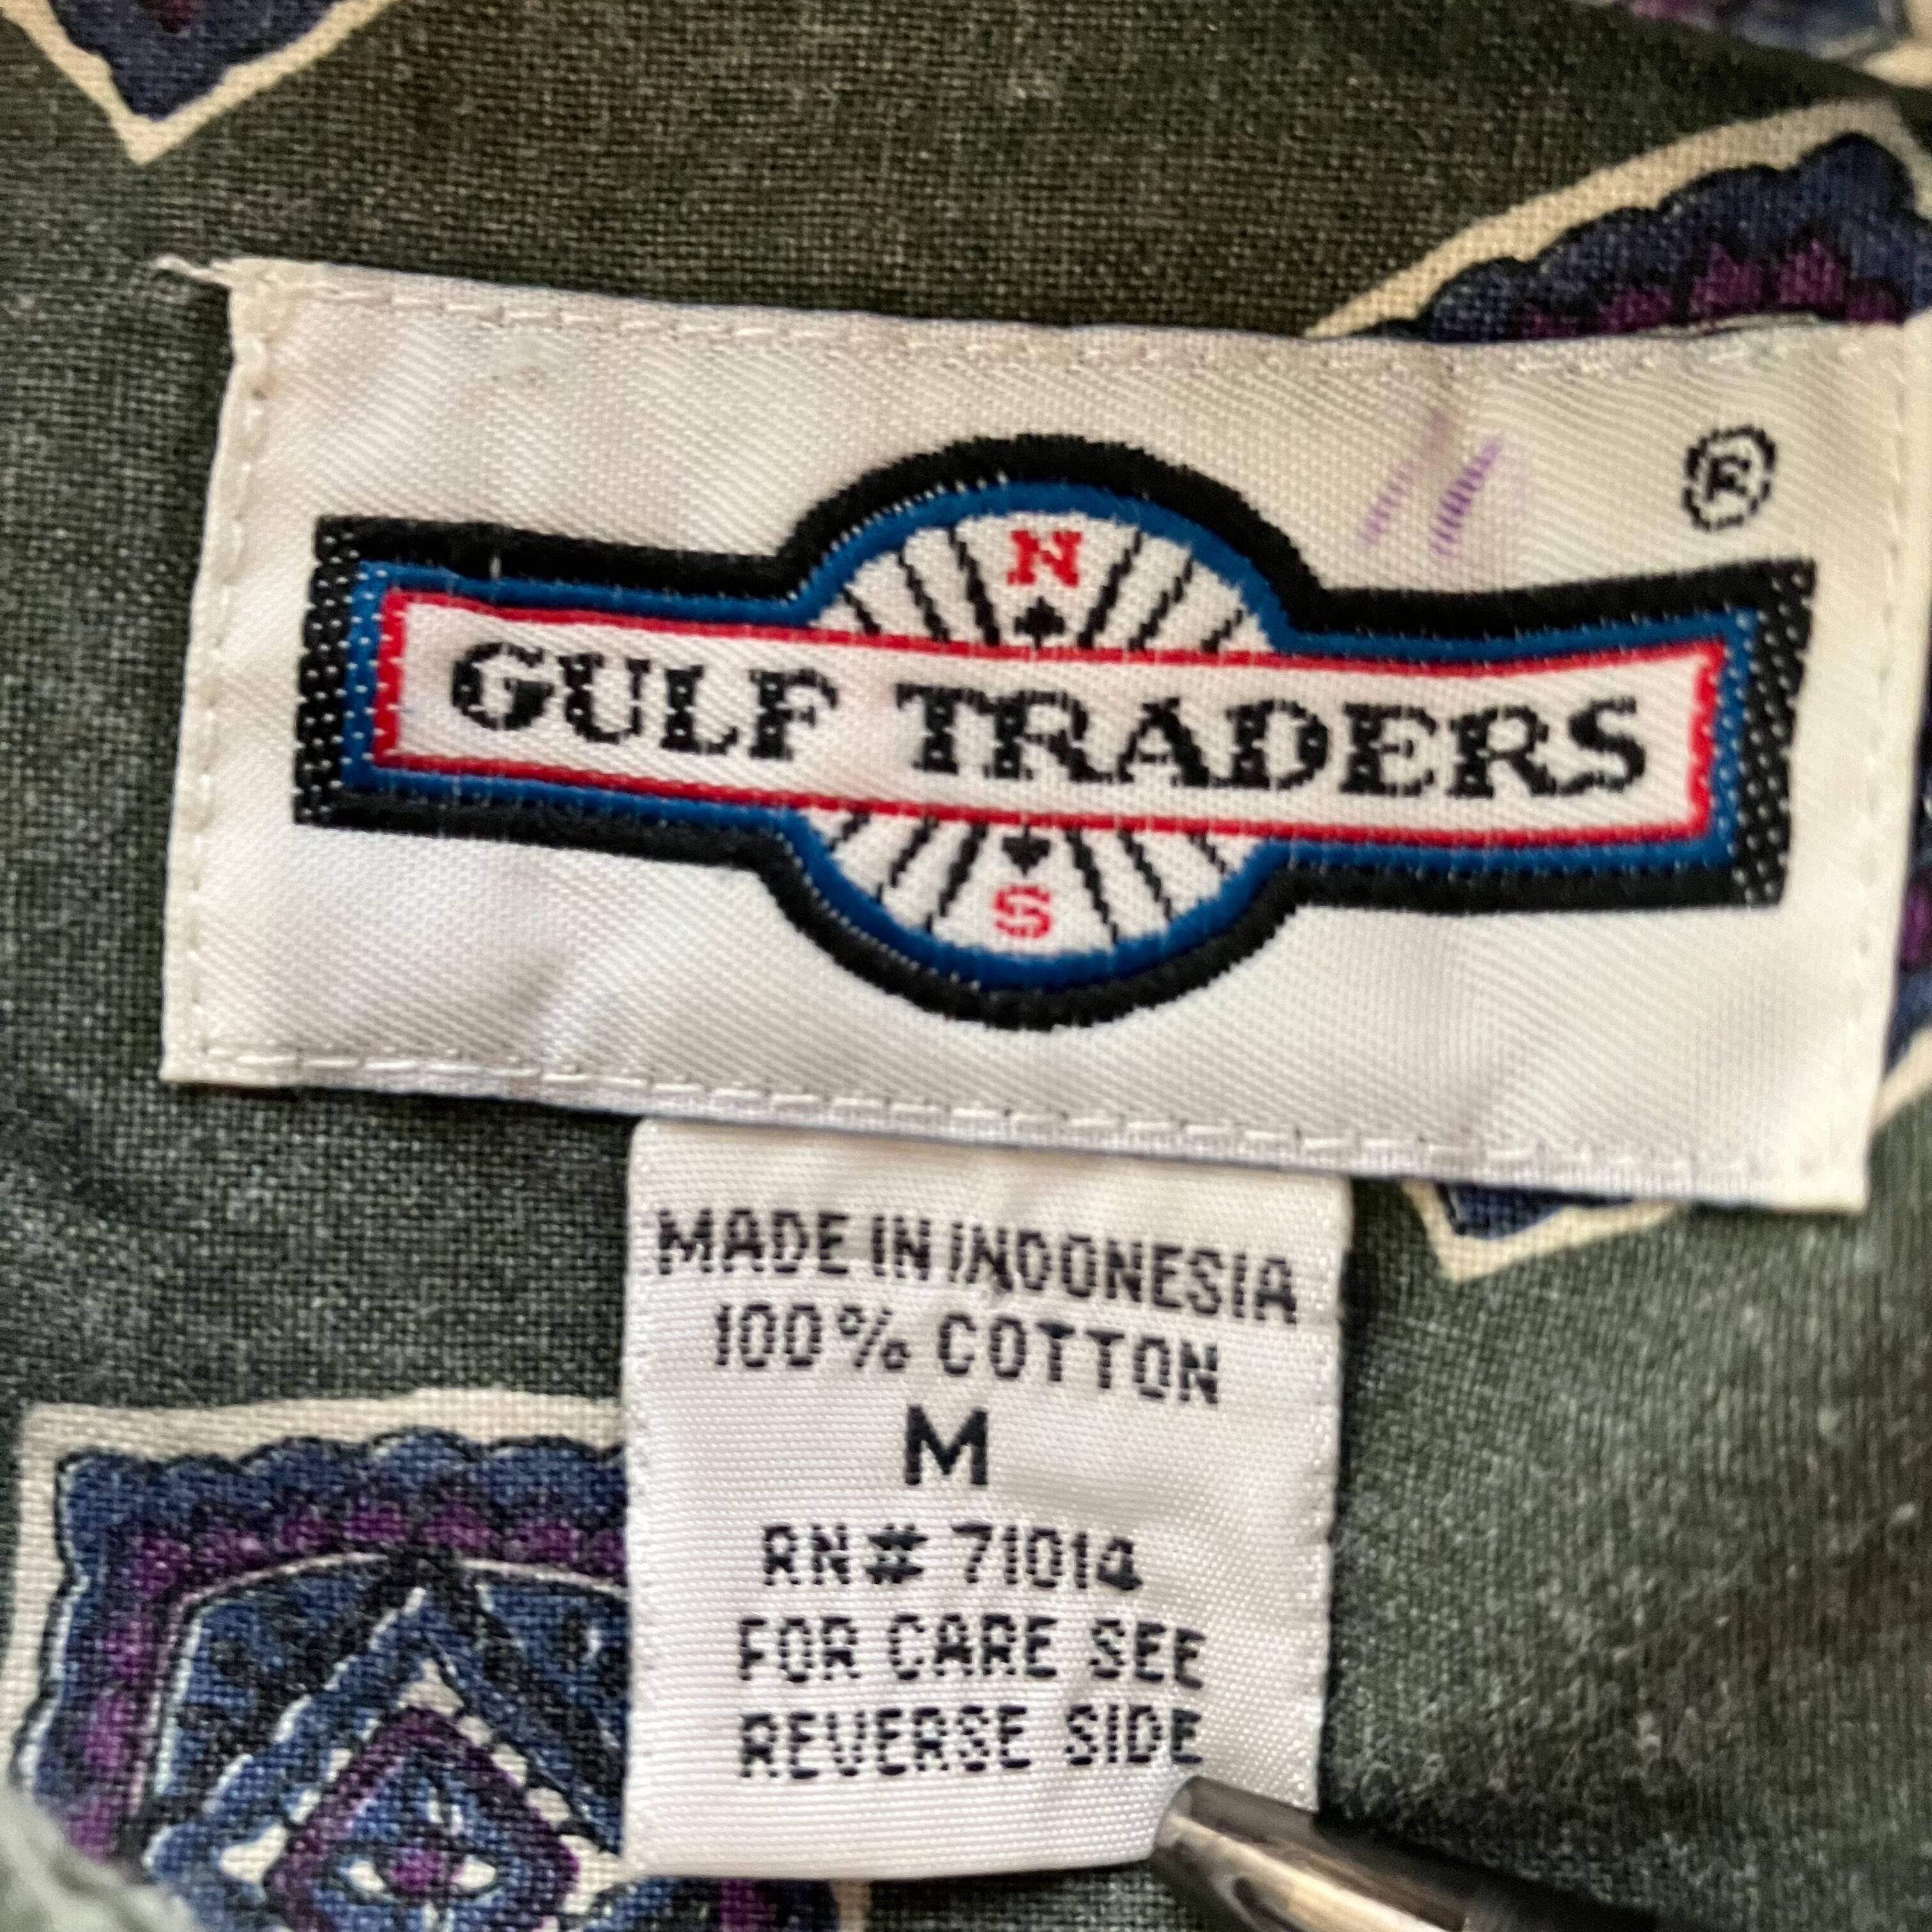 ®
N
GULF TRADERS
S
MADE IN INDONESIA
100% COTTON
M
RN# 71014
FOR CARE SEE
REVERSE SIDE